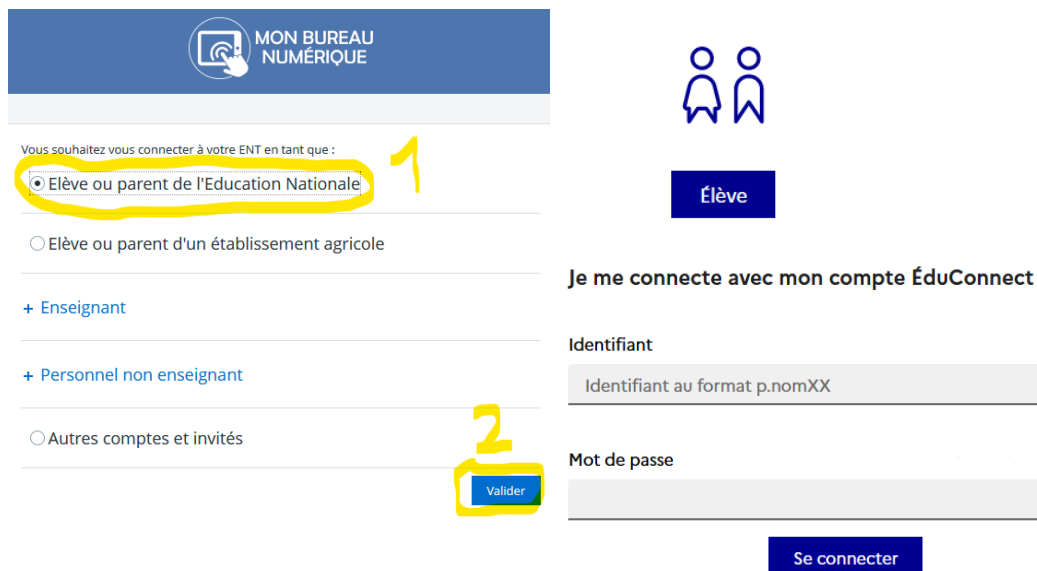 MON BUREAU
NUMÉRIQUE
Vous souhaitez vous connecter à votre ENT en tant que :
1
Elève ou parent de l'Education Nationale
Elève ou parent d'un établissement agricole
+ Enseignant
+ Personnel non enseignant
Autres comptes et invités
2
Valider
Élève
Je me connecte avec mon compte ÉduConnect
Identifiant
Identifiant au format p.nomXX
Mot de passe
Se connecter